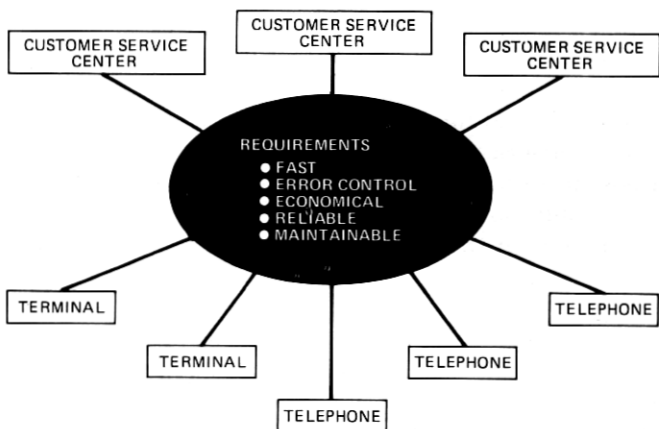 CUSTOMER SERVICE
CENTER
CUSTOMER SERVICE
CENTER
CUSTOMER SERVICE
CENTER
REQUIREMENTS
● FAST
● ERROR CONTROL
● ECONOMICAL
● RELIABLE
● MAINTAINABLE
TERMINAL
TERMINAL
TELEPHONE
TELEPHONE
TELEPHONE